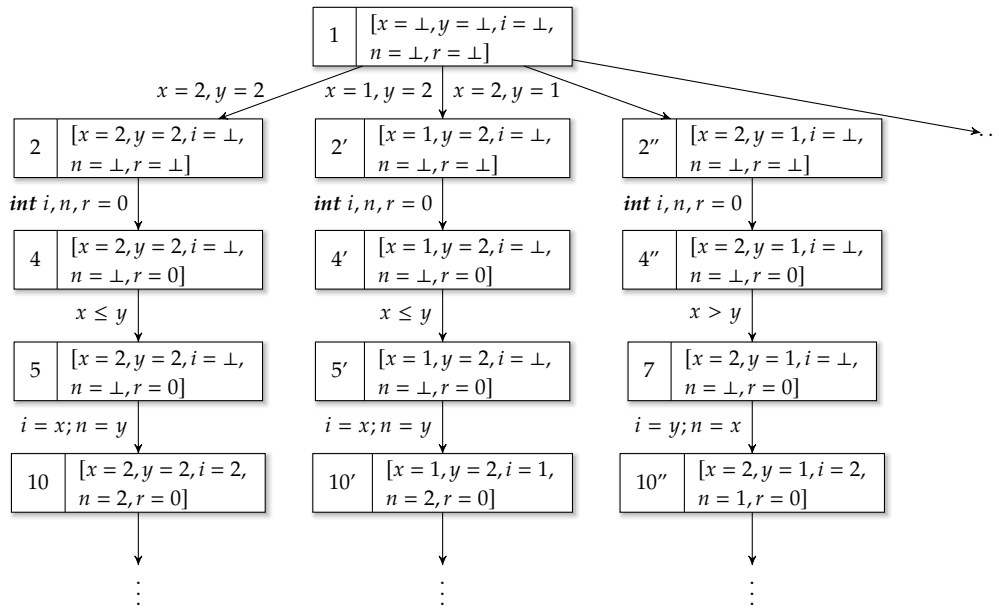 1
[x = ⊥, y = ⊥, i = ⊥,
n = ⊥, r = ⊥]
x = 2, y = 2
x = 1, y = 2
x = 2, y = 1
2
[x = 2, y = 2, i = ⊥,
n = ⊥, r = ⊥]
2′
[x = 1, y = 2, i = ⊥,
n = ⊥, r = ⊥]
2″
[x = 2, y = 1, i = ⊥,
n = ⊥, r = ⊥]
. .
int i, n, r = 0
int i, n, r = 0
int i, n, r = 0
4
[x = 2, y = 2, i = ⊥,
n = ⊥, r = 0]
4′
[x = 1, y = 2, i = ⊥,
n = ⊥, r = 0]
4″
[x = 2, y = 1, i = ⊥,
n = ⊥, r = 0]
x ≤ y
x ≤ y
x > y
5
[x = 2, y = 2, i = ⊥,
n = ⊥, r = 0]
5′
[x = 1, y = 2, i = ⊥,
n = ⊥, r = 0]
7
[x = 2, y = 1, i = ⊥,
n = ⊥, r = 0]
i = x; n = y
i = x; n = y
i = y; n = x
10
[x = 2, y = 2, i = 2,
n = 2, r = 0]
10′
[x = 1, y = 2, i = 1,
n = 2, r = 0]
10″
[x = 2, y = 1, i = 2,
n = 1, r = 0]
⋮
⋮
⋮